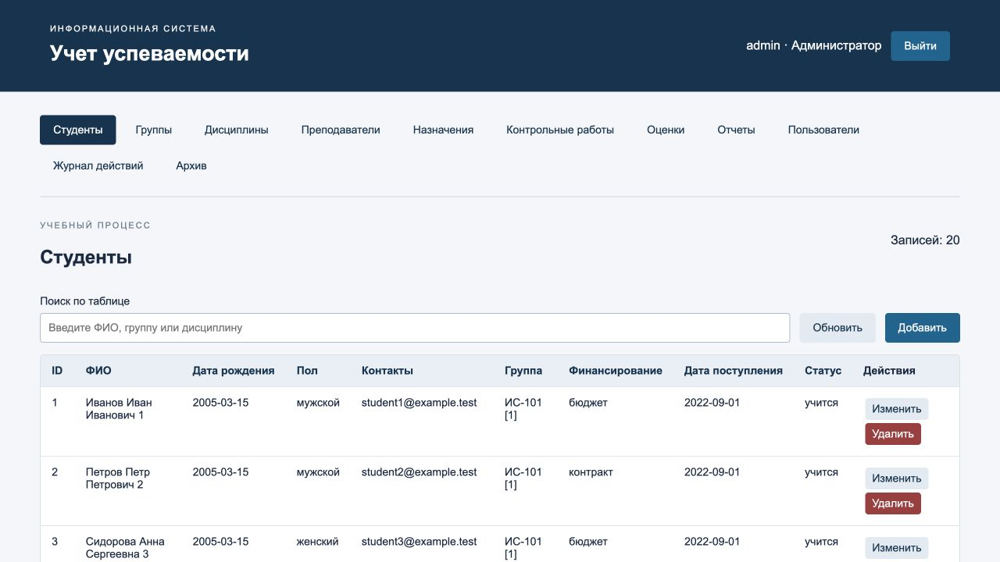 ИНФОРМАЦИОННАЯ СИСТЕМА
Учет успеваемости
admin · Администратор
Выйти
Студенты
Группы
Дисциплины
Преподаватели
Назначения
Контрольные работы
Оценки
Отчеты
Пользователи
Журнал действий
Архив
УЧЕБНЫЙ ПРОЦЕСС
Студенты
Записей: 20
Поиск по таблице
Введите ФИО, группу или дисциплину
Обновить
Добавить
ID ФИО Дата рождения Пол Контакты Группа Финансирование Дата поступления Статус Действия
1 Иванов Иван 2005-03-15 мужской student1@example.test ИС-101 бюджет 2022-09-01 учится Изменить
Иванович 1 [1]
Удалить
2 Петров Петр 2005-03-15 мужской student2@example.test ИС-101 контракт 2022-09-01 учится Изменить
Петрович 2 [1]
Удалить
3 Сидорова Анна 2005-03-15 женский student3@example.test ИС-101 бюджет 2022-09-01 учится Изменить
Сергеевна 3 [1]